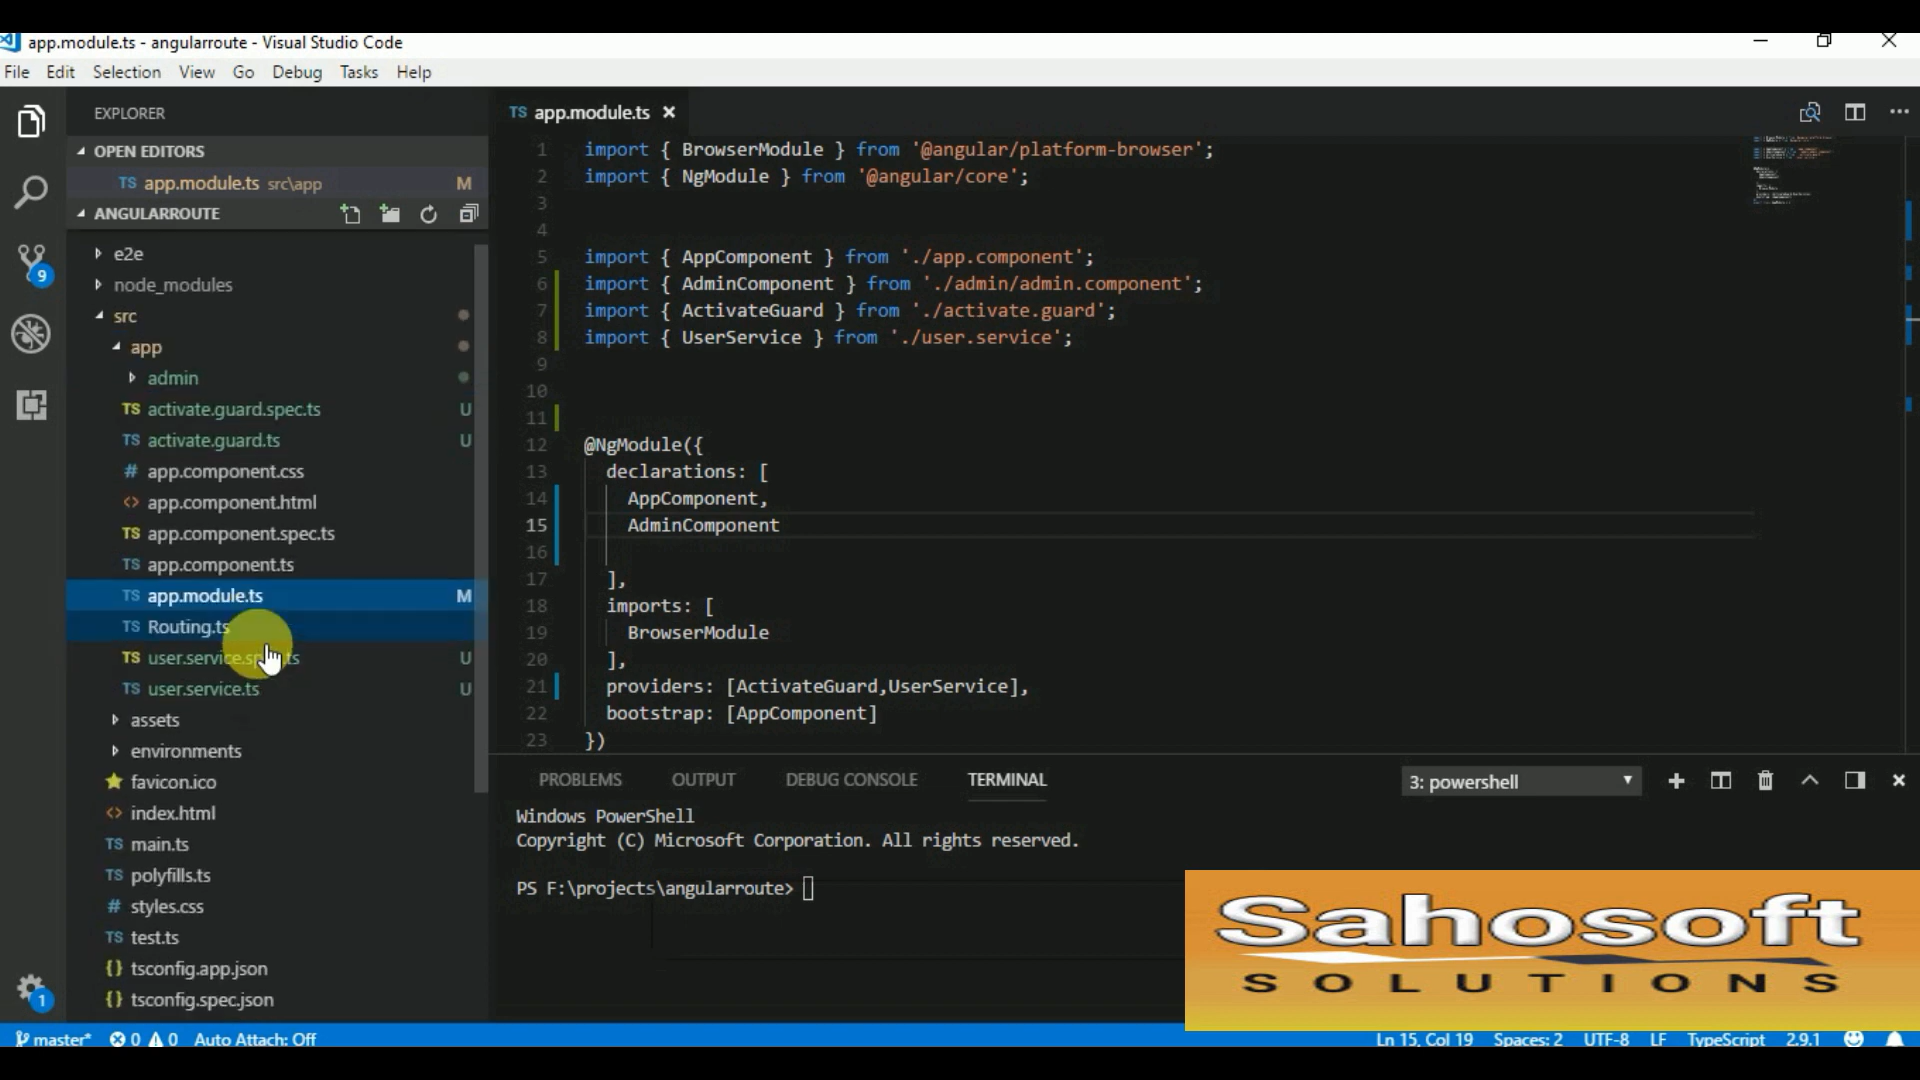 app.module.ts - angularroute - Visual Studio Code
File Edit Selection View Go Debug Tasks Help
EXPLORER
OPEN EDITORS
TS app.module.ts src\app M
ANGULARROUTE
e2e
node_modules
src
app
admin
TS activate.guard.spec.ts U
TS activate.guard.ts U
# app.component.css
<> app.component.html
TS app.component.spec.ts
TS app.component.ts
TS app.module.ts M
TS Routing.ts
TS user.service.spec.ts U
TS user.service.ts U
assets
environments
favicon.ico
<> index.html
TS main.ts
TS polyfills.ts
# styles.css
TS test.ts
{} tsconfig.app.json
{} tsconfig.spec.json
9
1
TS app.module.ts
1 import { BrowserModule } from '@angular/platform-browser';
2 import { NgModule } from '@angular/core';
3
4
5 import { AppComponent } from './app.component';
6 import { AdminComponent } from './admin/admin.component';
7 import { ActivateGuard } from './activate.guard';
8 import { UserService } from './user.service';
9
10
11
12 @NgModule({
13 declarations: [
14 AppComponent,
15 AdminComponent
16
17 ],
18 imports: [
19 BrowserModule
20 ],
21 providers: [ActivateGuard,UserService],
22 bootstrap: [AppComponent]
23 })
PROBLEMS OUTPUT DEBUG CONSOLE TERMINAL 3: powershell
Windows PowerShell
Copyright (C) Microsoft Corporation. All rights reserved.
PS F:\projects\angularroute>
Sahosoft
SOLUTIONS
master* 0 0 Auto Attach: Off Ln 15, Col 19 Spaces: 2 UTF-8 LF TypeScript 2.9.1